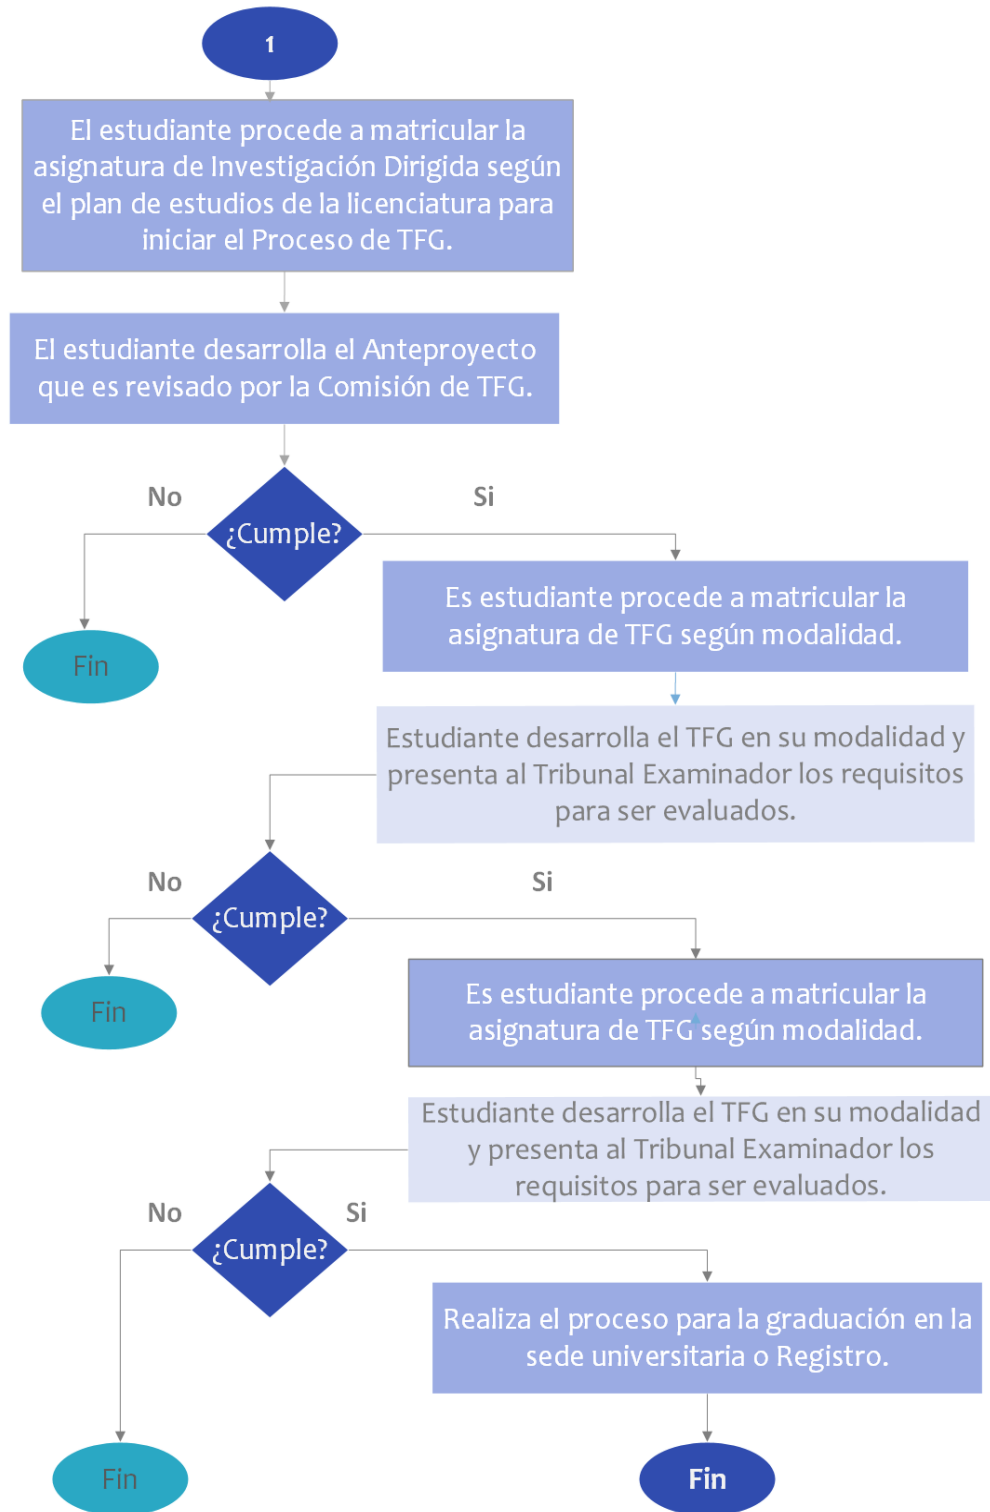 1
El estudiante procede a matricular la
asignatura de Investigación Dirigida según
el plan de estudios de la licenciatura para
iniciar el Proceso de TFG.
El estudiante desarrolla el Anteproyecto
que es revisado por la Comisión de TFG.
No
Si
¿Cumple?
Es estudiante procede a matricular la
asignatura de TFG según modalidad.
Fin
Estudiante desarrolla el TFG en su modalidad y
presenta al Tribunal Examinador los requisitos
para ser evaluados.
No
Si
¿Cumple?
Es estudiante procede a matricular la
asignatura de TFG según modalidad.
Fin
Estudiante desarrolla el TFG en su modalidad
y presenta al Tribunal Examinador los
requisitos para ser evaluados.
No
Si
¿Cumple?
Realiza el proceso para la graduación en la
sede universitaria o Registro.
Fin
Fin